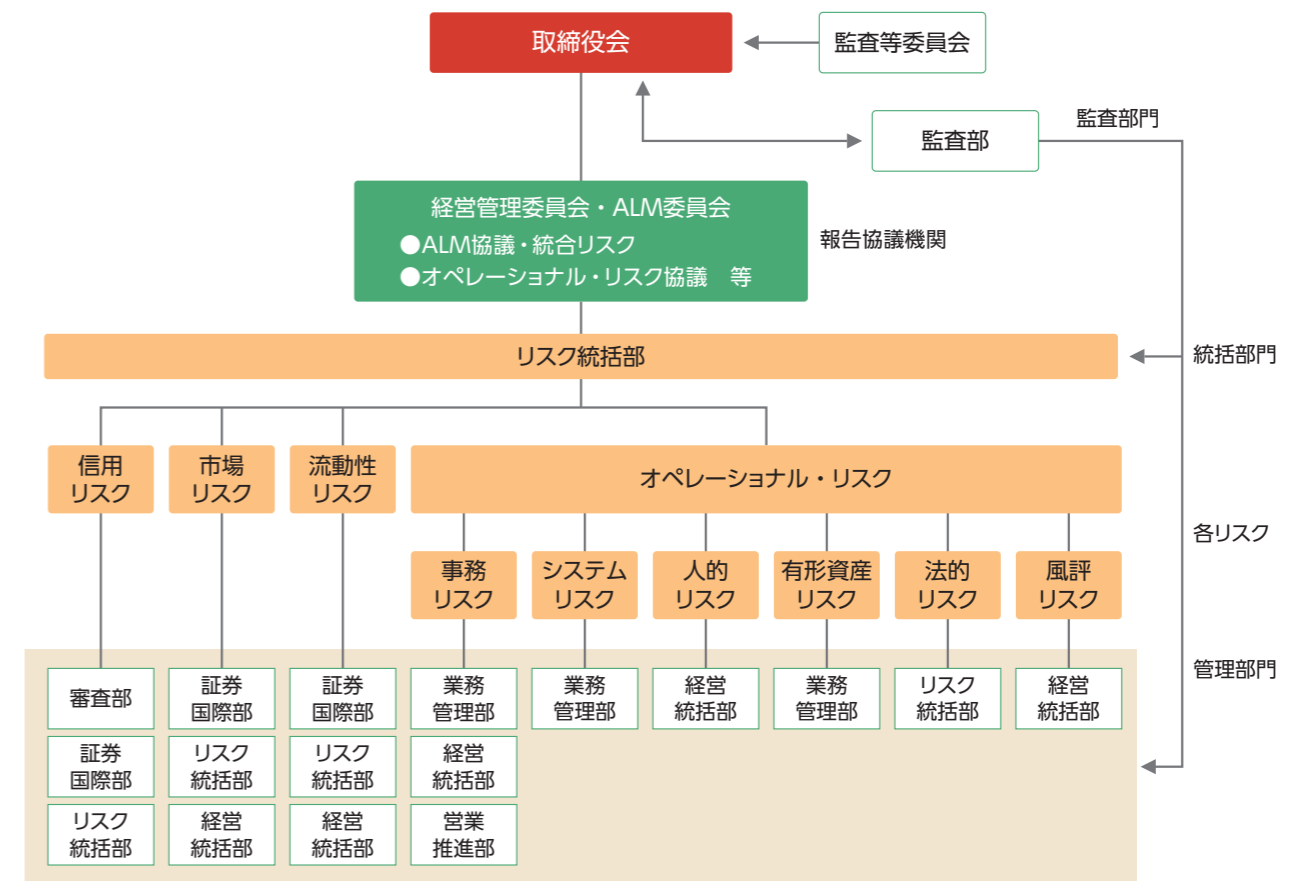 取締役会
監査等委員会
監査部
監査部門
経営管理委員会・ALM委員会
●ALM協議・統合リスク
●オペレーショナル・リスク協議　等
報告協議機関
リスク統括部
統括部門
信用
リスク
市場
リスク
流動性
リスク
オペレーショナル・リスク
各リスク
事務
リスク
システム
リスク
人的
リスク
有形資産
リスク
法的
リスク
風評
リスク
管理部門
審査部
証券
国際部
証券
国際部
業務
管理部
業務
管理部
経営
統括部
業務
管理部
リスク
統括部
経営
統括部
証券
国際部
リスク
統括部
リスク
統括部
経営
統括部
リスク
統括部
経営
統括部
経営
統括部
営業
推進部